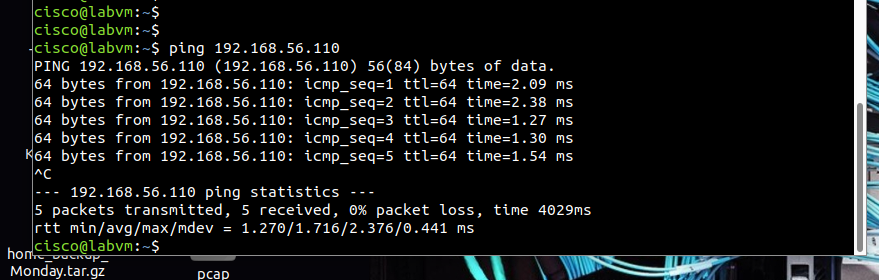 cisco@labvm:~$
cisco@labvm:~$
cisco@labvm:~$ ping 192.168.56.110
PING 192.168.56.110 (192.168.56.110) 56(84) bytes of data.
64 bytes from 192.168.56.110: icmp_seq=1 ttl=64 time=2.09 ms
64 bytes from 192.168.56.110: icmp_seq=2 ttl=64 time=2.38 ms
64 bytes from 192.168.56.110: icmp_seq=3 ttl=64 time=1.27 ms
64 bytes from 192.168.56.110: icmp_seq=4 ttl=64 time=1.30 ms
64 bytes from 192.168.56.110: icmp_seq=5 ttl=64 time=1.54 ms
^C
--- 192.168.56.110 ping statistics ---
5 packets transmitted, 5 received, 0% packet loss, time 4029ms
rtt min/avg/max/mdev = 1.270/1.716/2.376/0.441 ms
cisco@labvm:~$
home_backup_
Monday.tar.gz
pcap